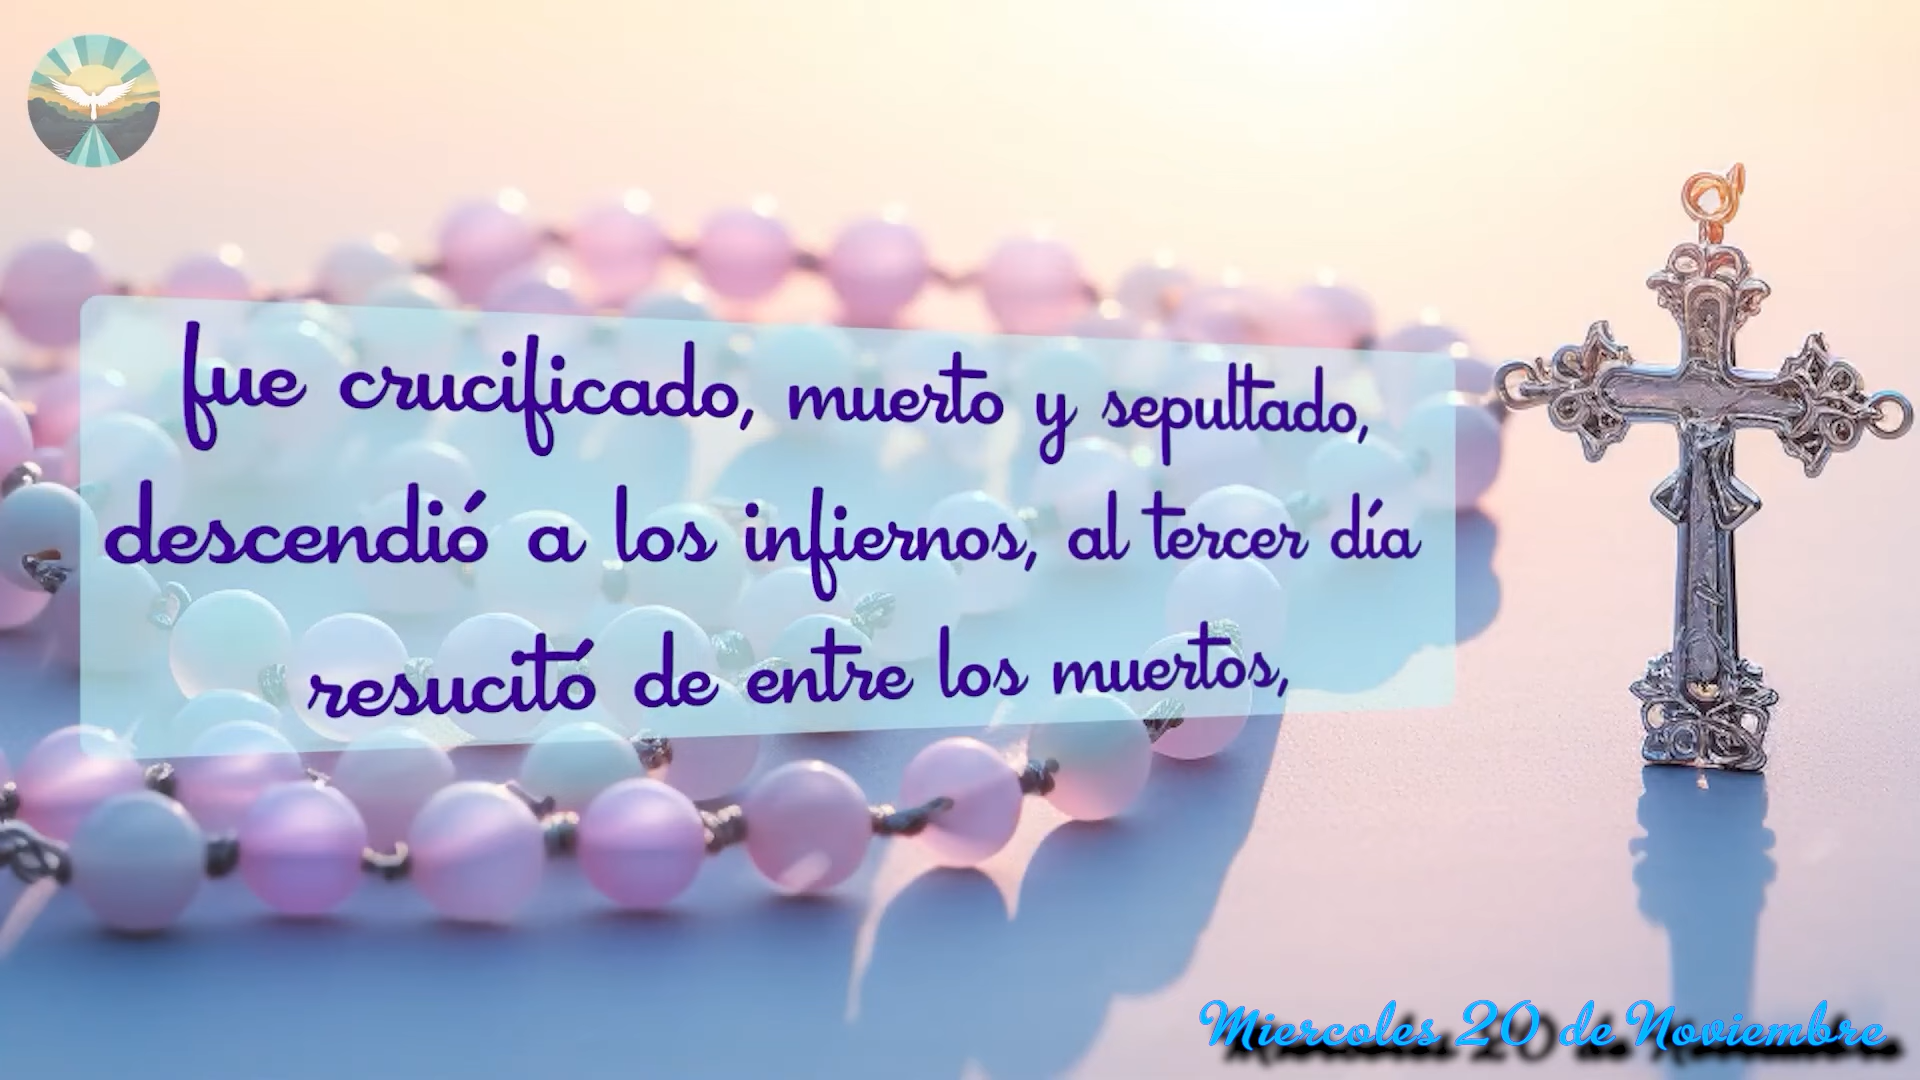 fue crucificado, muerto y sepultado,
descendió a los infiernos, al tercer día
resucitó de entre los muertos,
Miercoles 20 de Noviembre